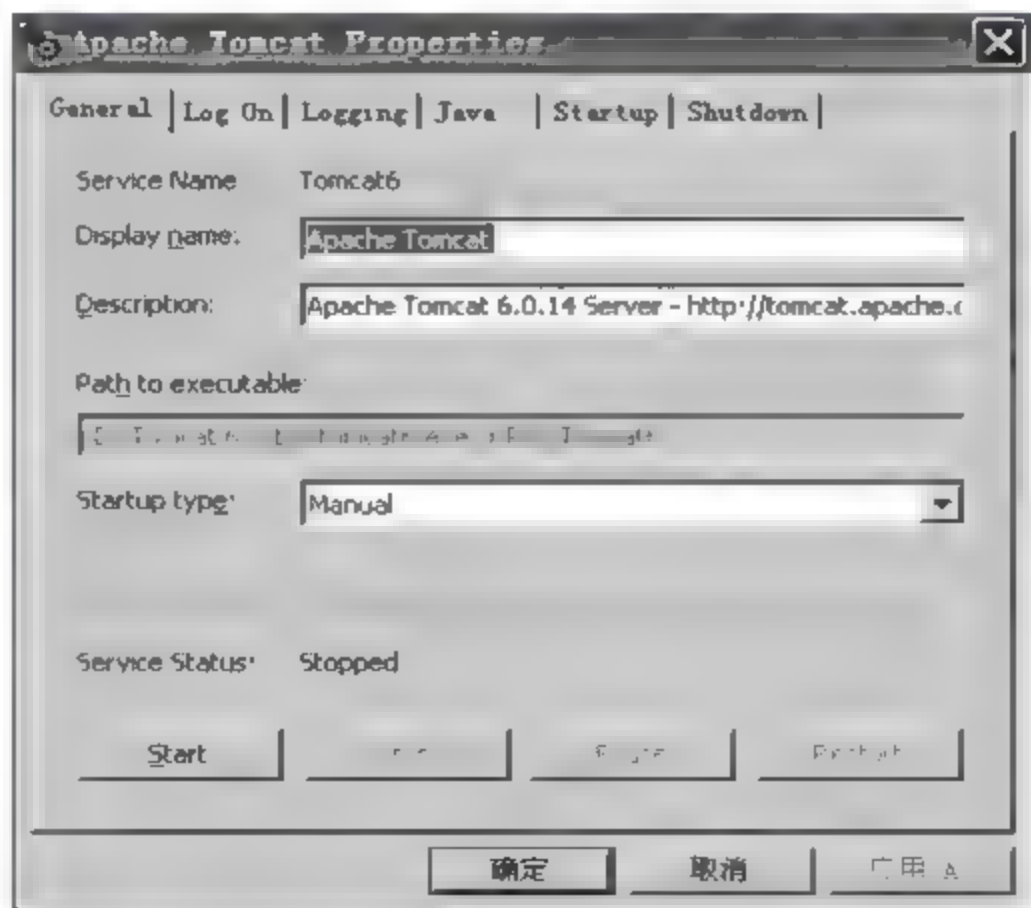 Apache Tomcat Properties
General Log On Logging Java Startup Shutdown
Service Name Tomcat6
Display name: Apache Tomcat
Description: Apache Tomcat 6.0.14 Server - http://tomcat.apache.
Path to executable:
Startup type: Manual
Service Status: Stopped
Start
确定 取消